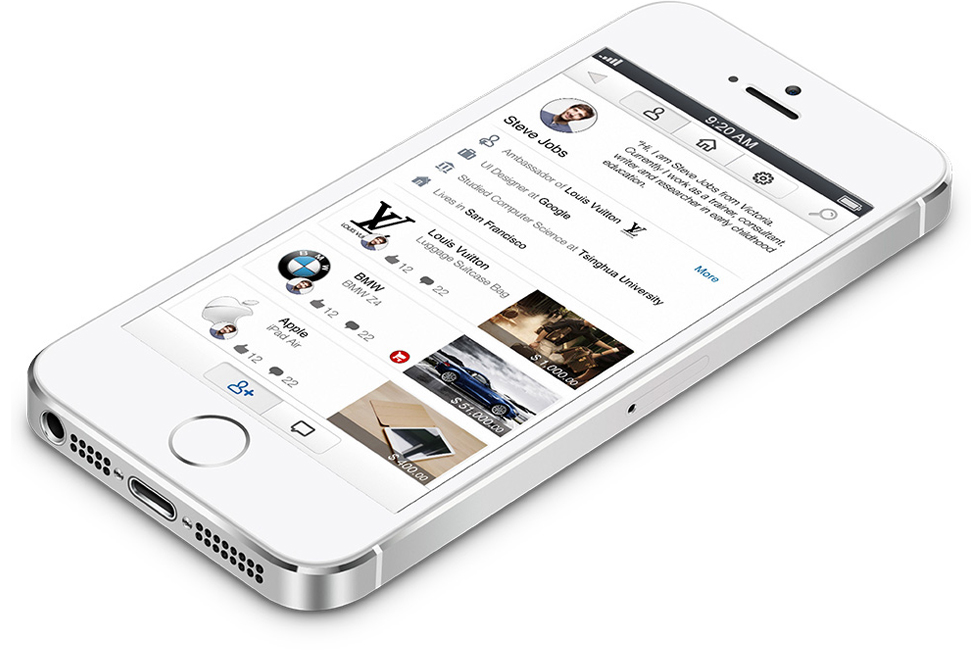 9:20 AM
Steve Jobs
"Hi, I am Steve Jobs from Victoria.
Currently I work as a trainer, consultant,
writer and researcher in early childhood
education.
Ambassador of Louis Vuitton
UI Designer at Google
Studied Computer Science at Tsinghua University
Lives in San Francisco
More
LOUIS VUI
Louis Vuitton
Luggage Suitcase Bag
12 22
$ 1,000.00
BMW
BMW
BMW Z4
12 22
$ 51,000.00
Apple
iPad Air
12 22
$ 400.00